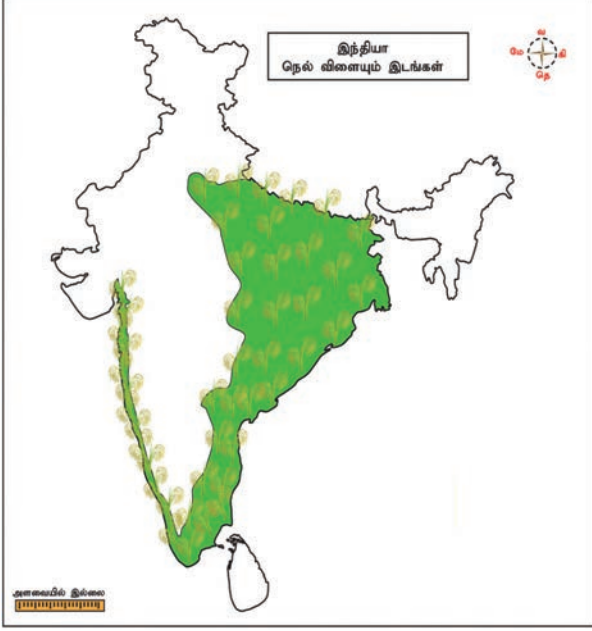 இந்தியா
நெல் விளையும் இடங்கள்
வ
மே
கி
தெ
அளவையில் இல்லை